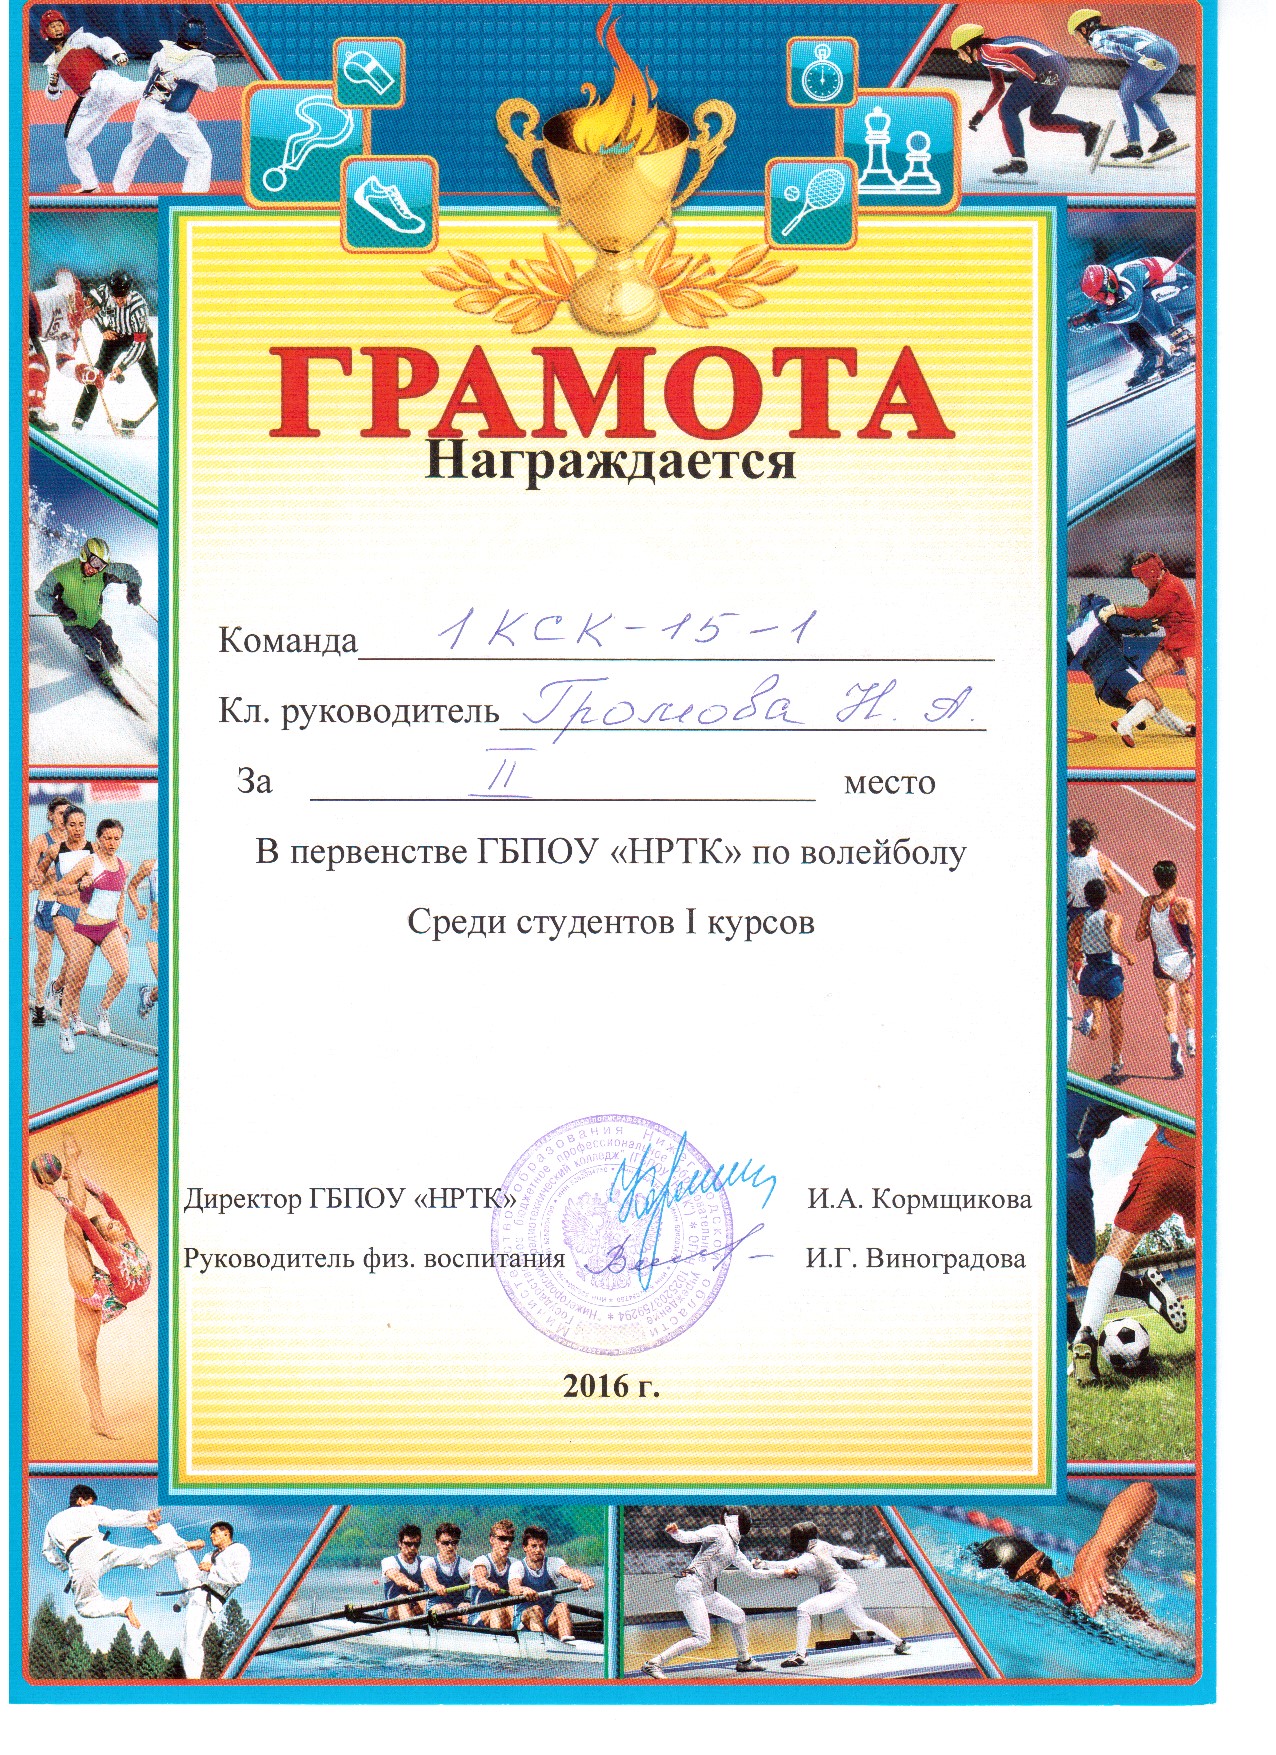 ГРАМОТА
Награждается
Команда 1КСК-15-1
Кл. руководитель Громова Н. А.
За II место
В первенстве ГБПОУ «НРТК» по волейболу
Среди студентов I курсов
Директор ГБПОУ «НРТК» И.А. Кормщикова
Руководитель физ. воспитания И.Г. Виноградова
2016 г.